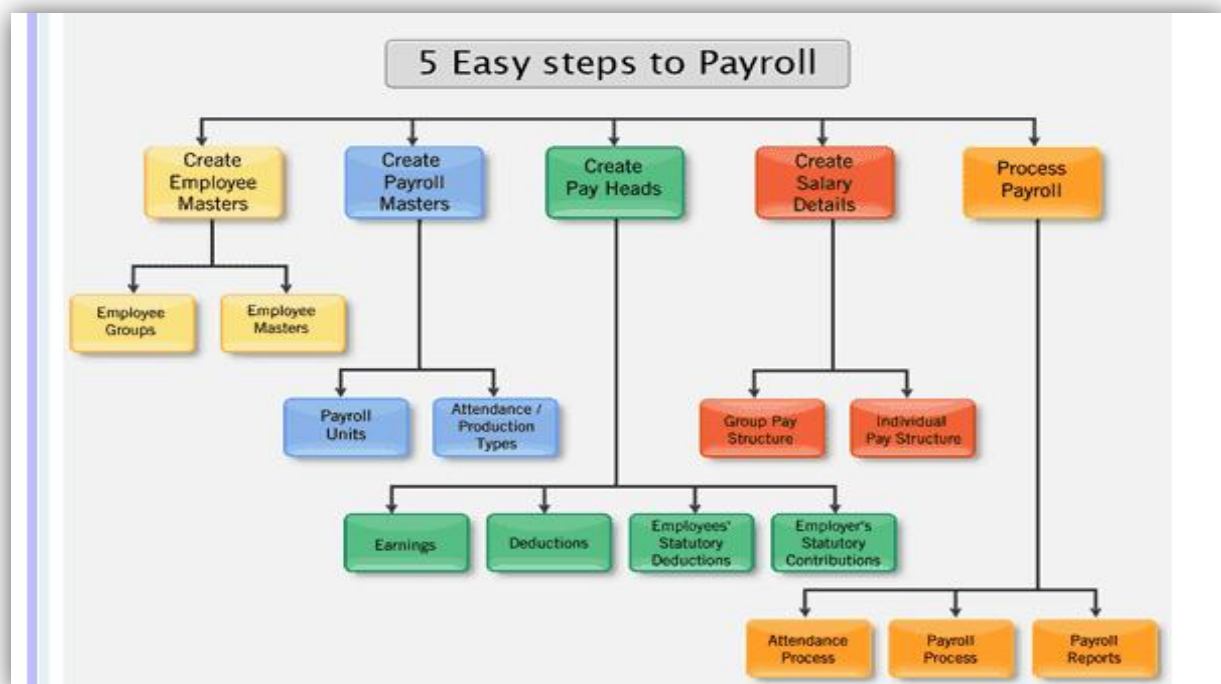 5 Easy steps to Payroll
Create
Employee
Masters
Create
Payroll
Masters
Create
Pay Heads
Create
Salary
Details
Process
Payroll
Employee
Groups
Employee
Masters
Payroll
Units
Attendance /
Production
Types
Group Pay
Structure
Individual
Pay Structure
Earnings
Deductions
Employees'
Statutory
Deductions
Employer's
Statutory
Contributions
Attendance
Process
Payroll
Process
Payroll
Reports